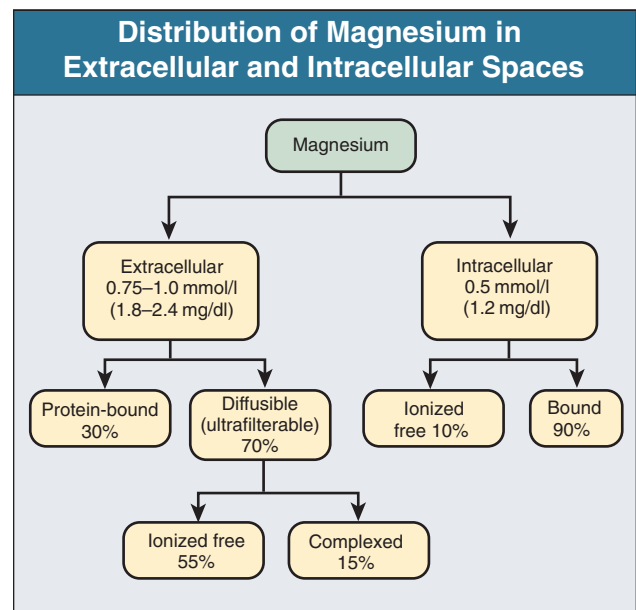 Distribution of Magnesium in
Extracellular and Intracellular Spaces
Magnesium
Extracellular
0.75–1.0 mmol/l
(1.8–2.4 mg/dl)
Intracellular
0.5 mmol/l
(1.2 mg/dl)
Protein-bound
30%
Diffusible
(ultrafilterable)
70%
Ionized
free 10%
Bound
90%
Ionized free
55%
Complexed
15%